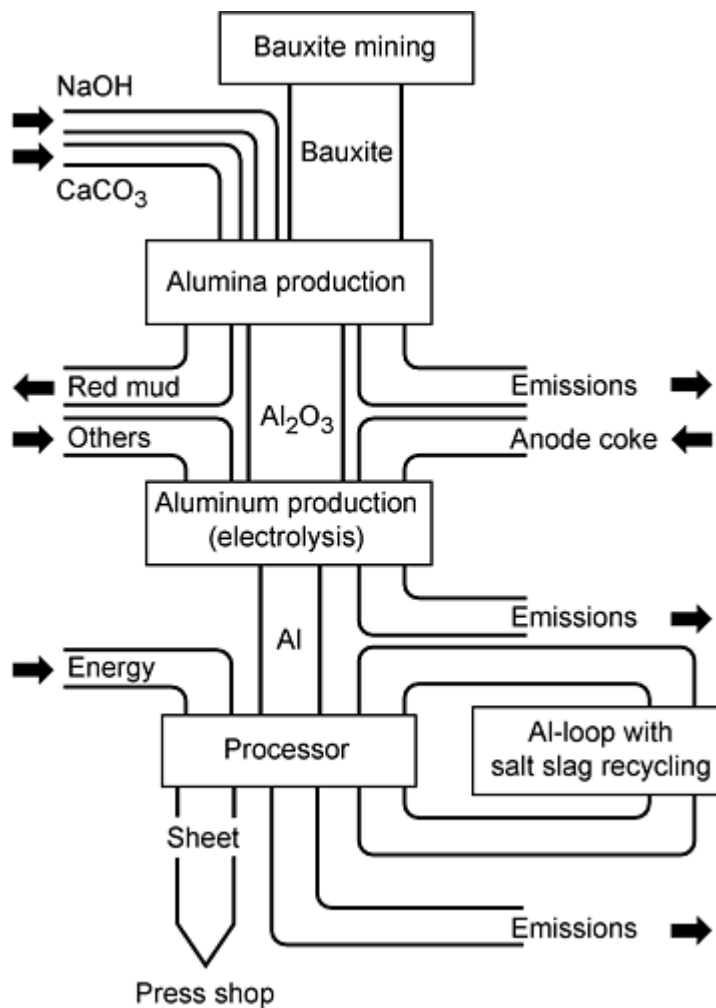 Bauxite mining
NaOH
Bauxite
CaCO3
Alumina production
Red mud
Emissions
Al2O3
Others
Anode coke
Aluminum production
(electrolysis)
Emissions
Al
Energy
Al-loop with
salt slag recycling
Processor
Sheet
Emissions
Press shop